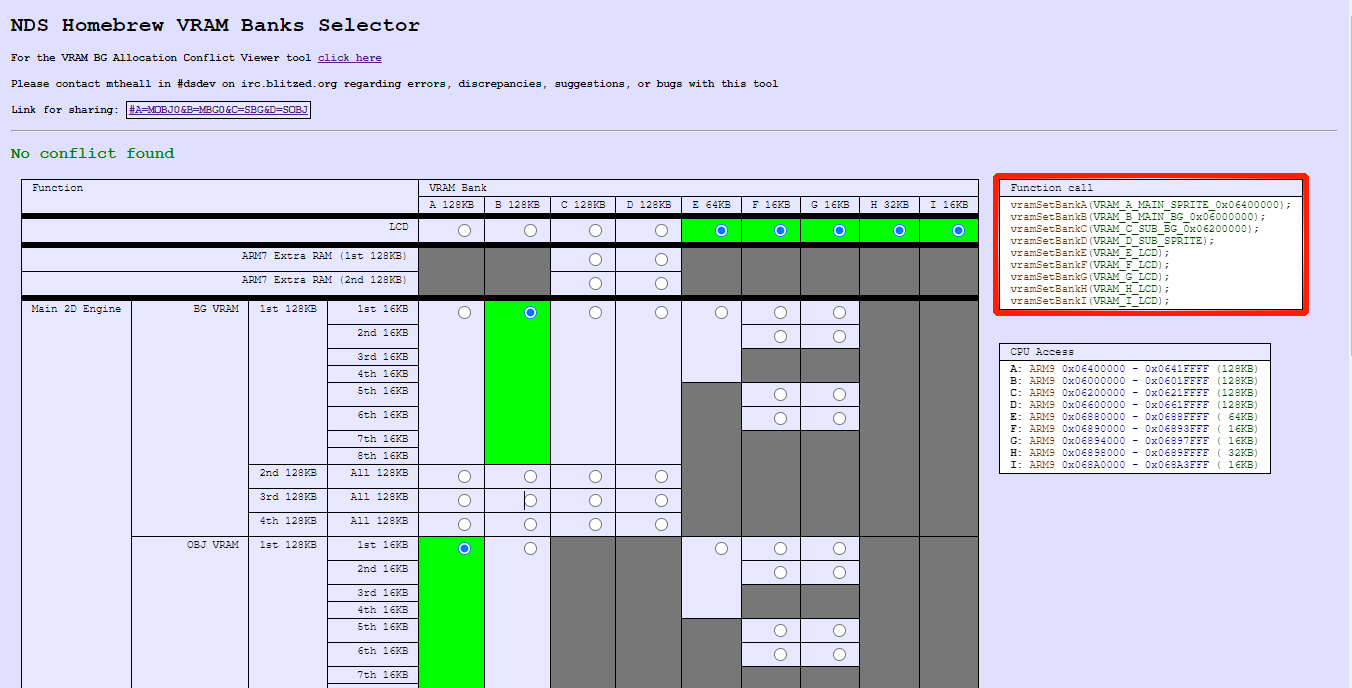 NDS Homebrew VRAM Banks Selector
For the VRAM BG Allocation Conflict Viewer tool click here
Please contact mtheall in #dsdev on irc.blitzed.org regarding errors, discrepancies, suggestions, or bugs with this tool
Link for sharing: #A=MOBJ0&B=MBG0&C=SBG&D=SOBJ
No conflict found
Function VRAM Bank
A 128KB B 128KB C 128KB D 128KB E 64KB F 16KB G 16KB H 32KB I 16KB
LCD
ARM7 Extra RAM (1st 128KB)
ARM7 Extra RAM (2nd 128KB)
Main 2D Engine BG VRAM 1st 128KB 1st 16KB
2nd 16KB
3rd 16KB
4th 16KB
5th 16KB
6th 16KB
7th 16KB
8th 16KB
2nd 128KB All 128KB
3rd 128KB All 128KB
4th 128KB All 128KB
OBJ VRAM 1st 128KB 1st 16KB
2nd 16KB
3rd 16KB
4th 16KB
5th 16KB
6th 16KB
7th 16KB
Function call
vramSetBankA(VRAM_A_MAIN_SPRITE_0x06400000);
vramSetBankB(VRAM_B_MAIN_BG_0x06000000);
vramSetBankC(VRAM_C_SUB_BG_0x06200000);
vramSetBankD(VRAM_D_SUB_SPRITE);
vramSetBankE(VRAM_E_LCD);
vramSetBankF(VRAM_F_LCD);
vramSetBankG(VRAM_G_LCD);
vramSetBankH(VRAM_H_LCD);
vramSetBankI(VRAM_I_LCD);
CPU Access
A: ARM9 0x06400000 - 0x0641FFFF (128KB)
B: ARM9 0x06000000 - 0x0601FFFF (128KB)
C: ARM9 0x06200000 - 0x0621FFFF (128KB)
D: ARM9 0x06600000 - 0x0661FFFF (128KB)
E: ARM9 0x06880000 - 0x0688FFFF ( 64KB)
F: ARM9 0x06890000 - 0x06893FFF ( 16KB)
G: ARM9 0x06894000 - 0x06897FFF ( 16KB)
H: ARM9 0x06898000 - 0x0689FFFF ( 32KB)
I: ARM9 0x068A0000 - 0x068A3FFF ( 16KB)